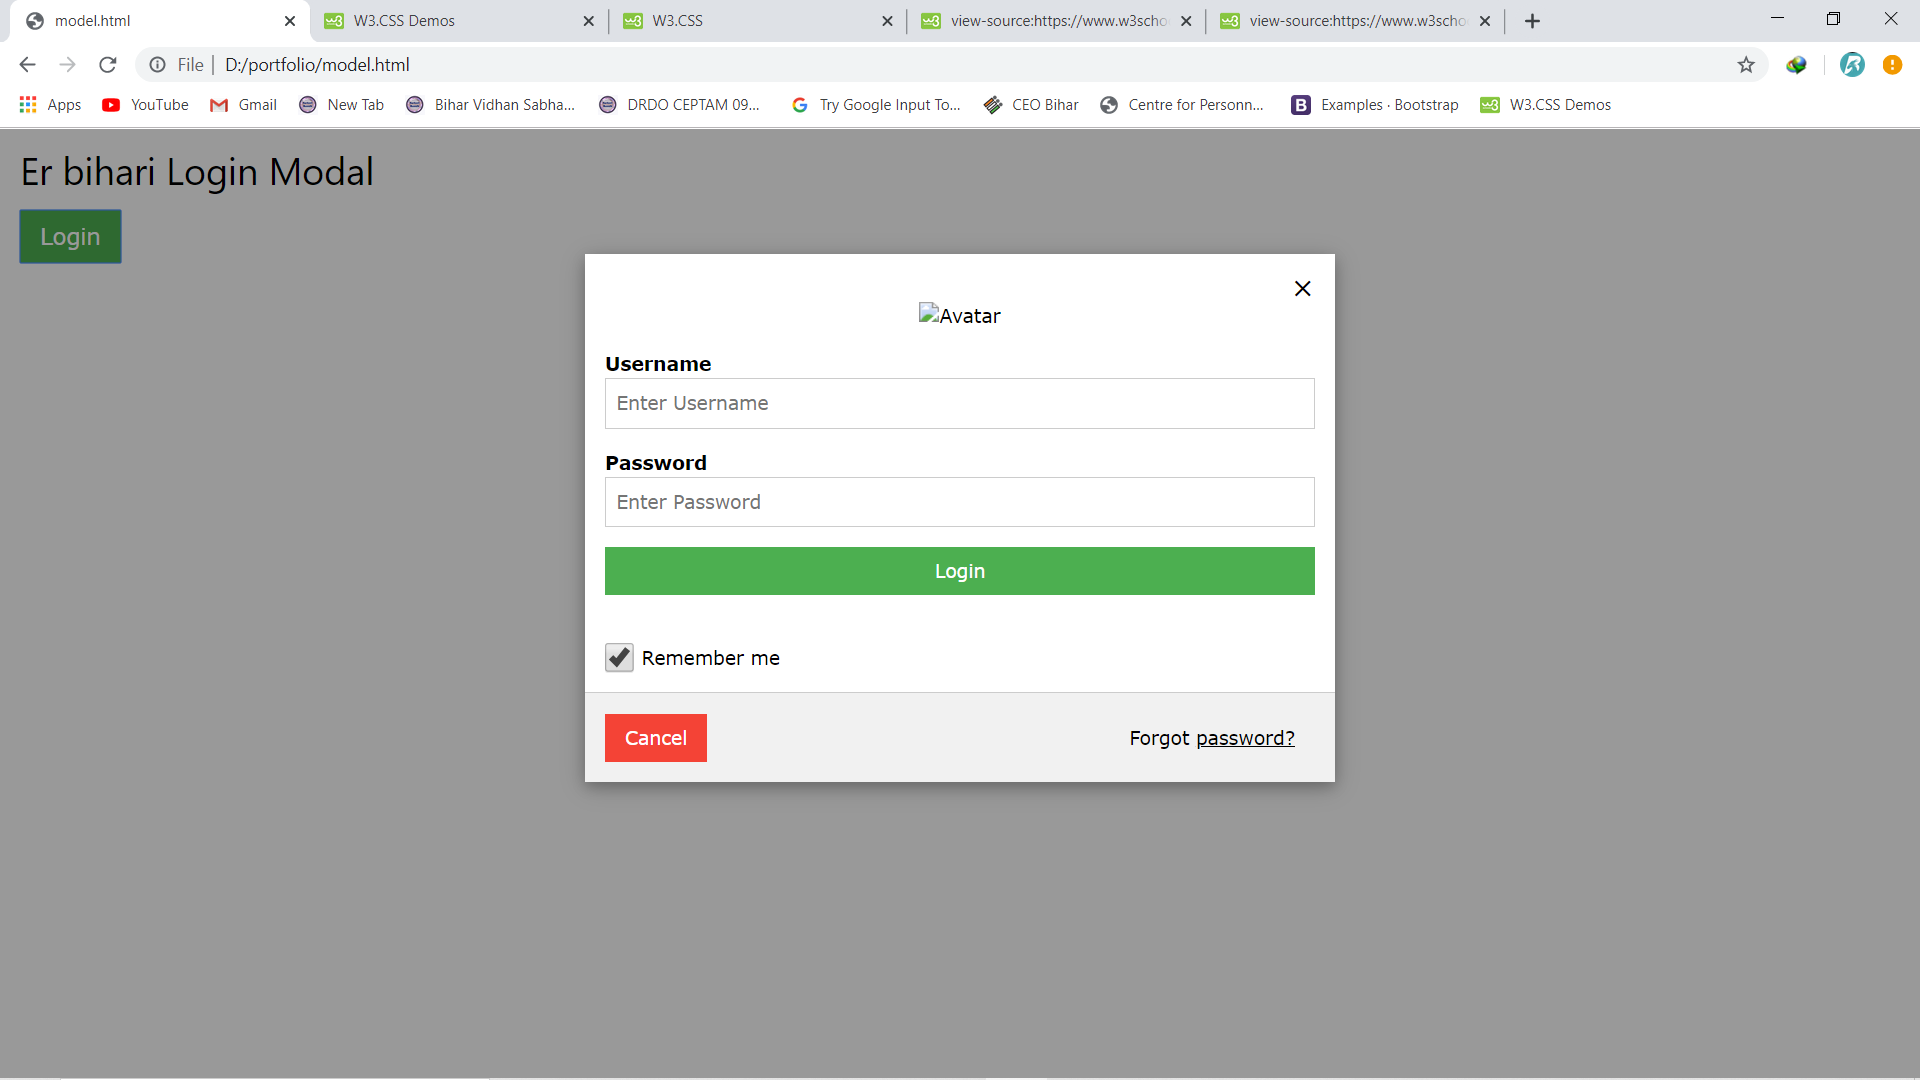 model.html
W3.CSS Demos
W3.CSS
view-source:https://www.w3scho
view-source:https://www.w3scho
File
D:/portfolio/model.html
Apps
YouTube
Gmail
New Tab
Bihar Vidhan Sabha...
DRDO CEPTAM 09...
Try Google Input To...
CEO Bihar
Centre for Personn...
B
Examples · Bootstrap
W3.CSS Demos
Er bihari Login Modal
Login
Avatar
Username
Enter Username
Password
Enter Password
Login
Remember me
Cancel
Forgot password?